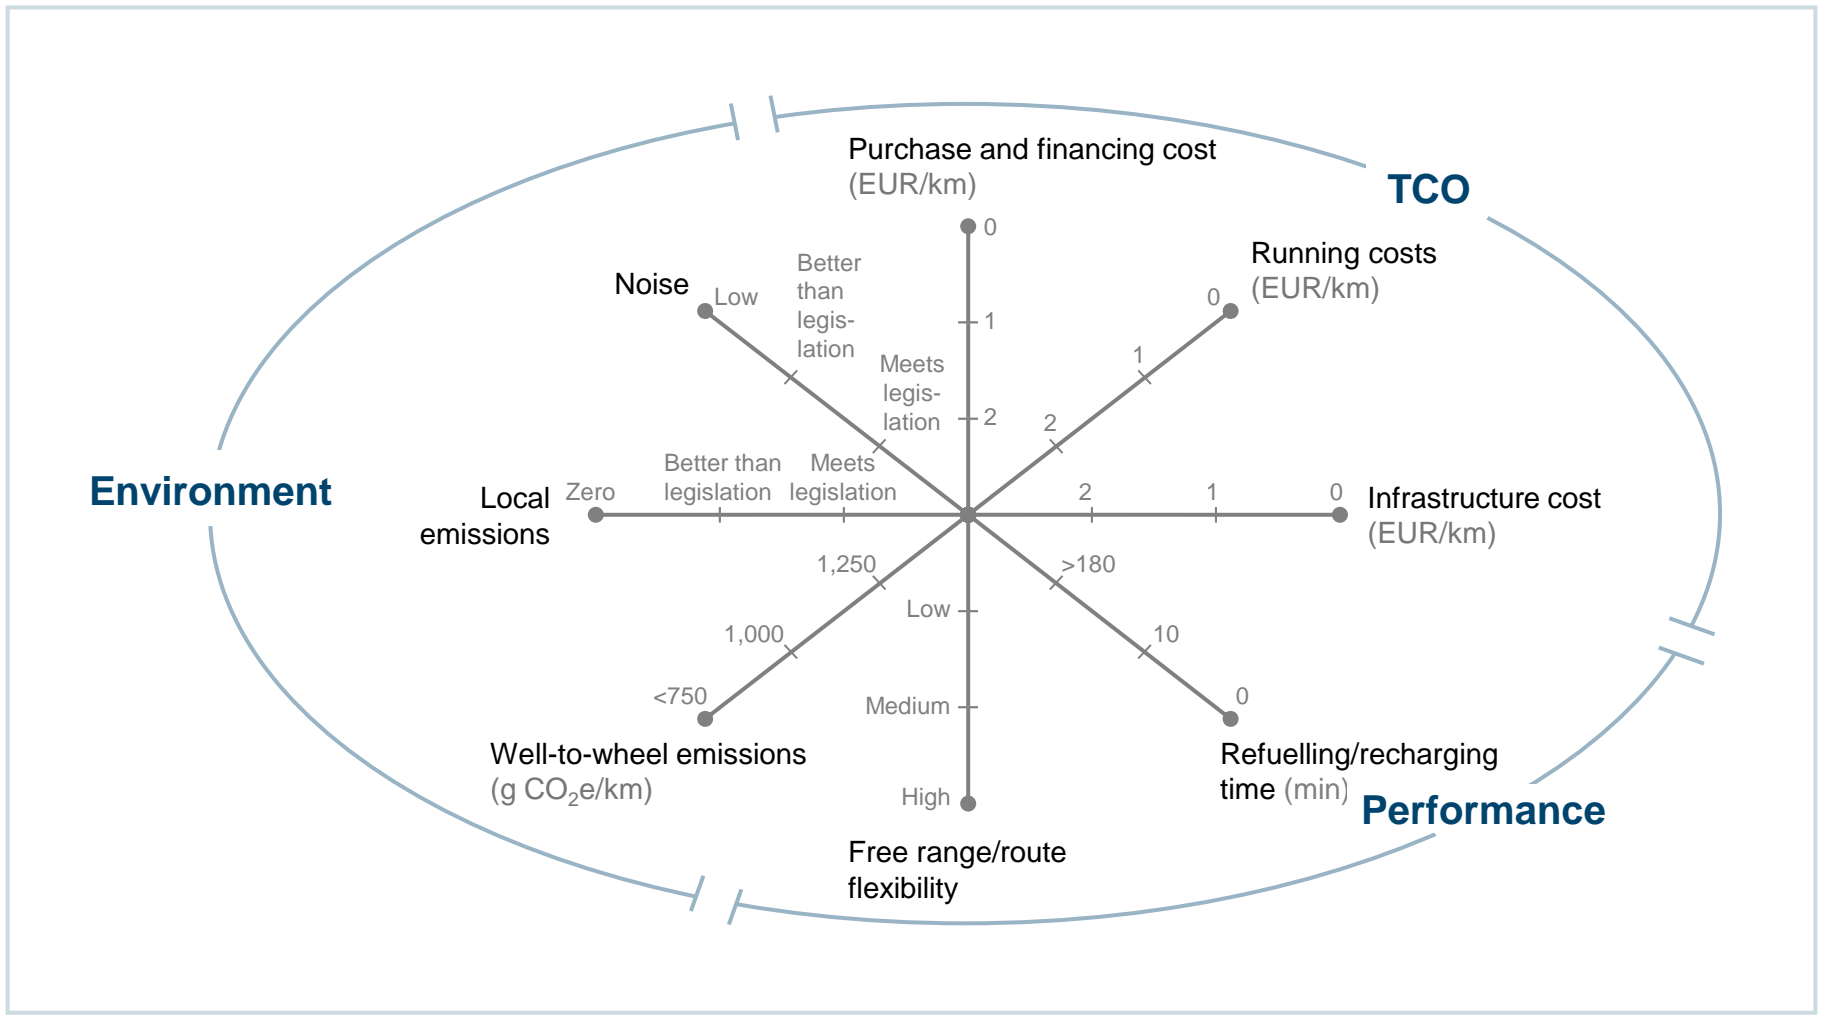 Purchase and financing cost
(EUR/km)
0
1
2
TCO
Running costs
(EUR/km)
0
1
2
Infrastructure cost
(EUR/km)
2
1
0
>180
10
0
Refuelling/recharging
time (min)
Performance
Low
Medium
High
Free range/route
flexibility
1,250
1,000
<750
Well-to-wheel emissions
(g CO₂e/km)
Environment
Local
emissions
Zero
Better than
legislation
Meets
legislation
Noise
Low
Better
than
legis-
lation
Meets
legis-
lation